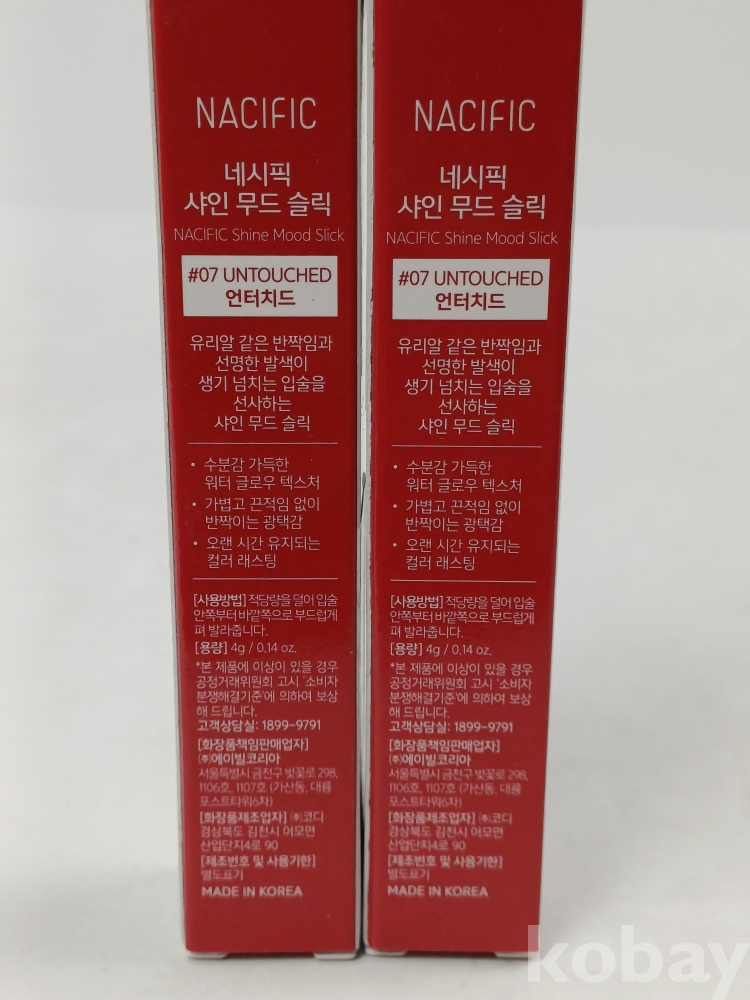 NACIFIC
네시픽
샤인 무드 슬릭
NACIFIC Shine Mood Slick
#07 UNTOUCHED
언터치드
유리알 같은 반짝임과
선명한 발색이
생기 넘치는 입술을
선사하는
샤인 무드 슬릭
• 수분감 가득한
워터 글로우 텍스처
• 가볍고 끈적임 없이
반짝이는 광택감
• 오랜 시간 유지되는
컬러 래스팅
[사용방법] 적당량을 덜어 입술
안쪽부터 바깥쪽으로 부드럽게
펴 발라줍니다.
[용량] 4g / 0.14 oz.
*본 제품에 이상이 있을 경우
공정거래위원회 고시 '소비자
분쟁해결기준'에 의하여 보상
해 드립니다.
고객상담실: 1899-9791
[화장품책임판매업자]
㈜에이빌코리아
서울특별시 금천구 벚꽃로 298,
1106호, 1107호 (가산동, 대륭
포스트타워6차)
[화장품제조업자] ㈜코디
경상북도 김천시 어모면
산업단지4로 90
[제조번호 및 사용기한]
별도표기
MADE IN KOREA
NACIFIC
네시픽
샤인 무드 슬릭
NACIFIC Shine Mood Slick
#07 UNTOUCHED
언터치드
유리알 같은 반짝임과
선명한 발색이
생기 넘치는 입술을
선사하는
샤인 무드 슬릭
• 수분감 가득한
워터 글로우 텍스처
• 가볍고 끈적임 없이
반짝이는 광택감
• 오랜 시간 유지되는
컬러 래스팅
[사용방법] 적당량을 덜어 입술
안쪽부터 바깥쪽으로 부드럽게
펴 발라줍니다.
[용량] 4g / 0.14 oz.
*본 제품에 이상이 있을 경우
공정거래위원회 고시 '소비자
분쟁해결기준'에 의하여 보상
해 드립니다.
고객상담실: 1899-9791
[화장품책임판매업자]
㈜에이빌코리아
서울특별시 금천구 벚꽃로 298,
1106호, 1107호 (가산동, 대륭
포스트타워6차)
[화장품제조업자] ㈜코디
경상북도 김천시 어모면
산업단지4로 90
[제조번호 및 사용기한]
별도표기
MADE IN KOREA
kobay